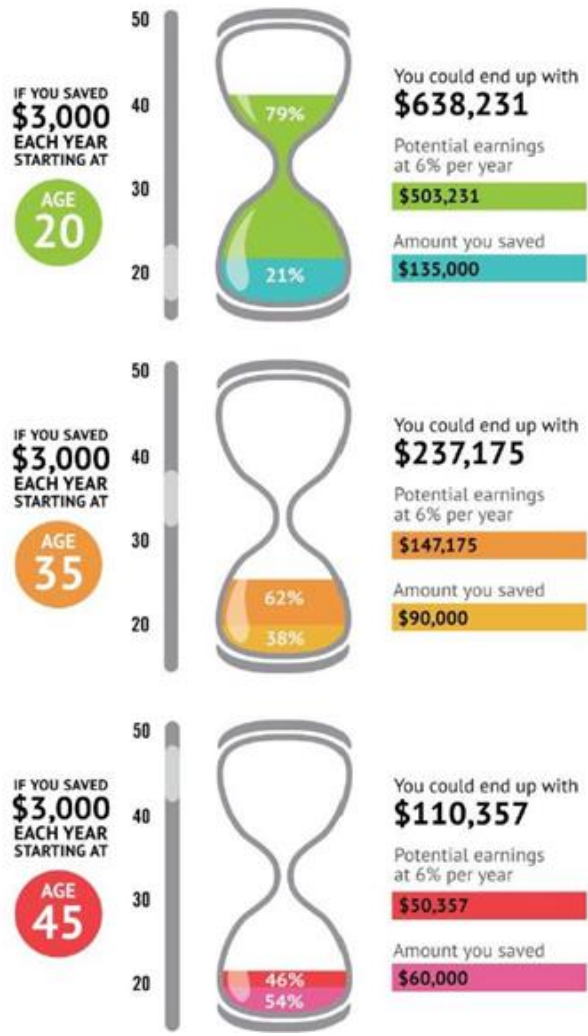 IF YOU SAVED
$3,000
EACH YEAR
STARTING AT
AGE
20
50
40
30
20
79%
21%
You could end up with
$638,231
Potential earnings
at 6% per year
$503,231
Amount you saved
$135,000
IF YOU SAVED
$3,000
EACH YEAR
STARTING AT
AGE
35
50
40
30
20
62%
38%
You could end up with
$237,175
Potential earnings
at 6% per year
$147,175
Amount you saved
$90,000
IF YOU SAVED
$3,000
EACH YEAR
STARTING AT
AGE
45
50
40
30
20
46%
54%
You could end up with
$110,357
Potential earnings
at 6% per year
$50,357
Amount you saved
$60,000